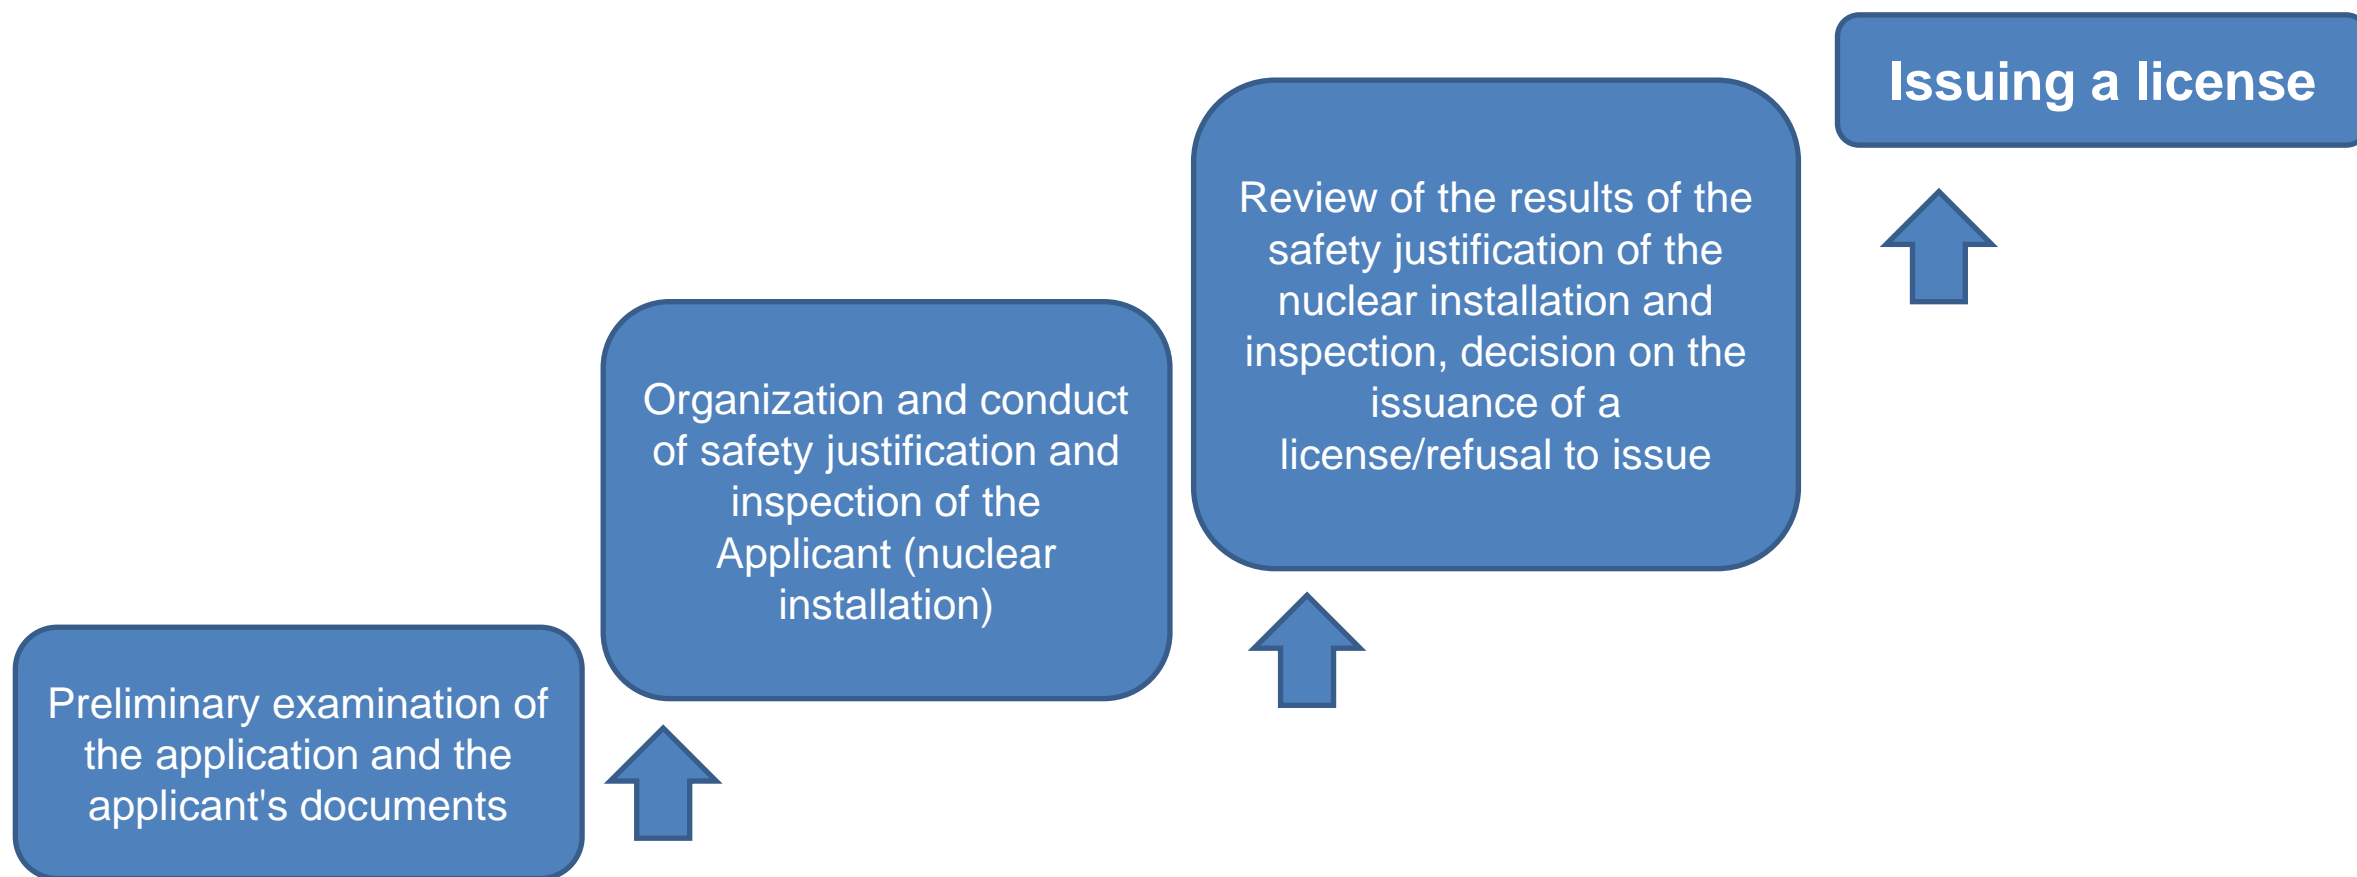 Preliminary examination of
the application and the
applicant's documents
Organization and conduct
of safety justification and
inspection of the
Applicant (nuclear
installation)
Review of the results of the
safety justification of the
nuclear installation and
inspection, decision on the
issuance of a
license/refusal to issue
Issuing a license